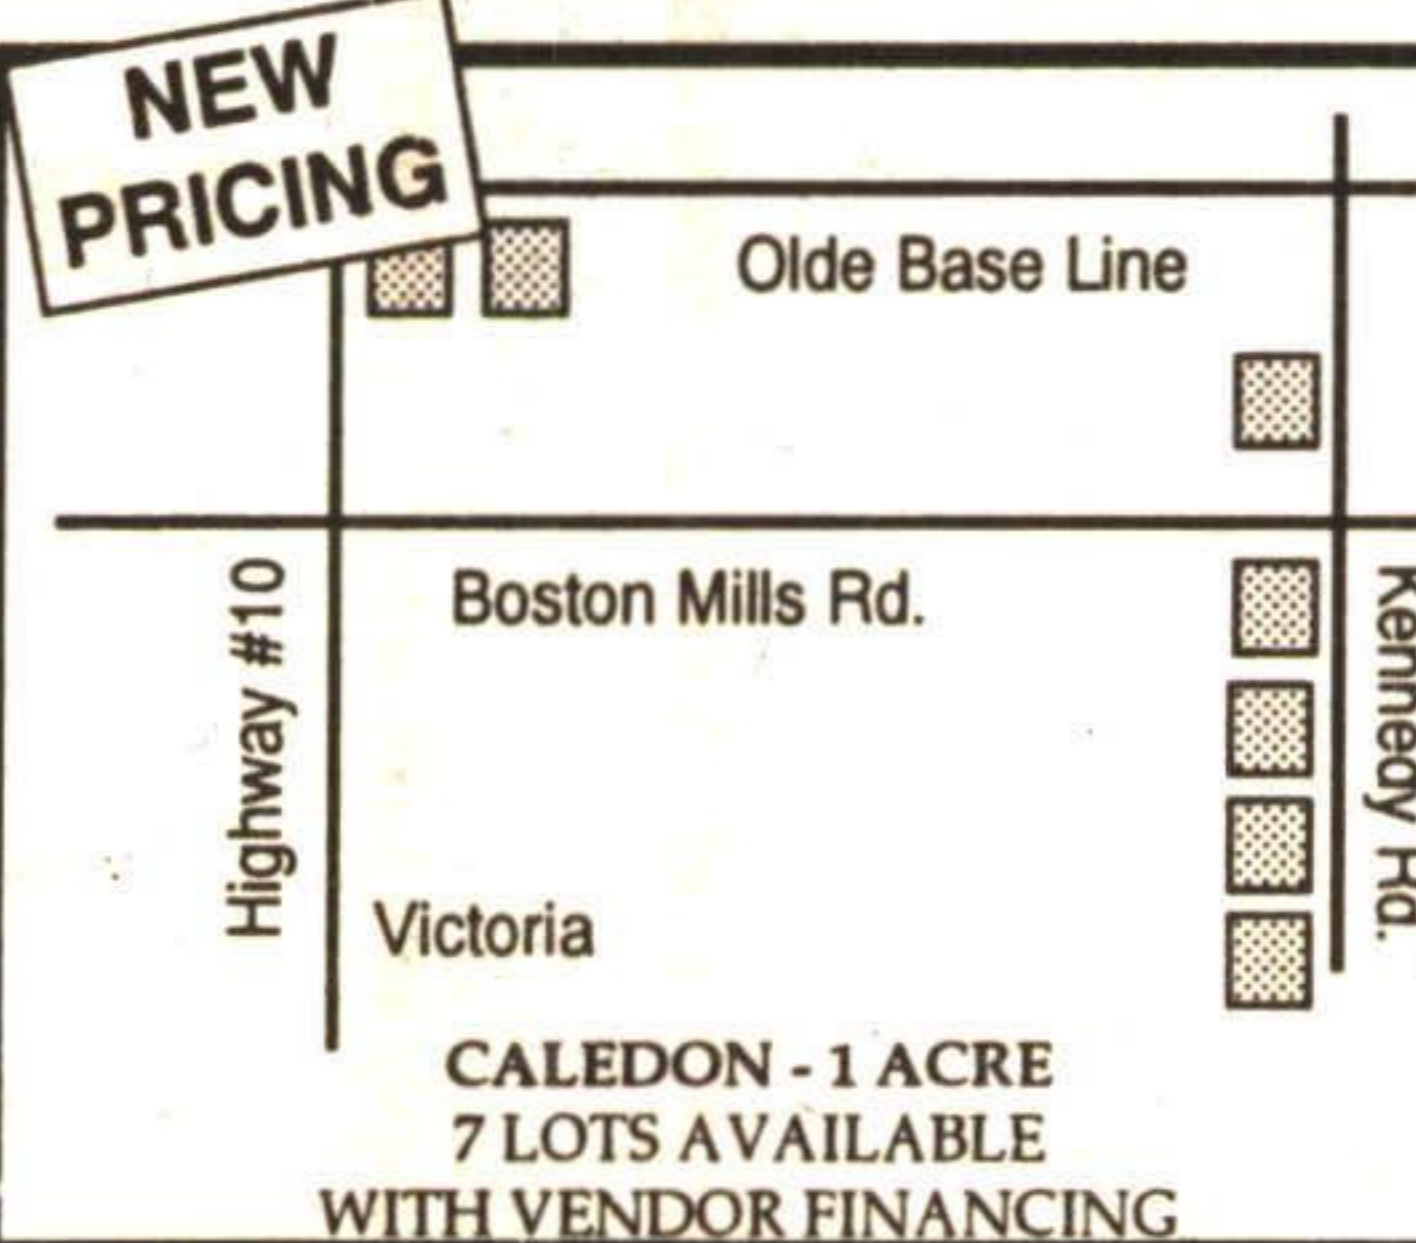 NEW
PRICING
Olde Base Line
Boston Mills Rd.
Highway #10
Kennedy Rd.
Victoria
CALEDON - 1 ACRE
7 LOTS AVAILABLE
WITH VENDOR FINANCING